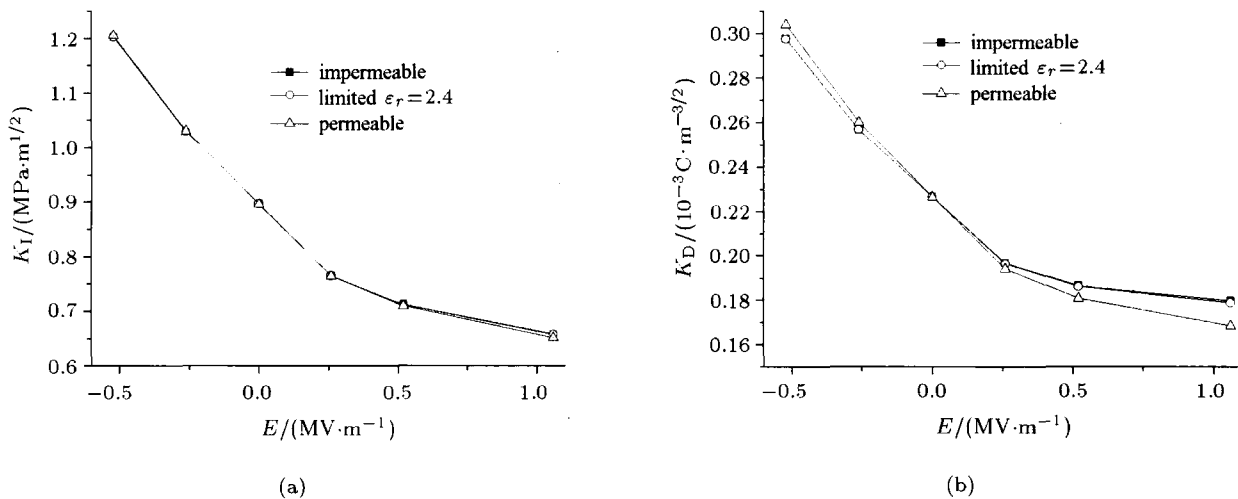 1.2
1.1
1.0
0.9
0.8
0.7
0.6
K_I/(MPa·m^{1/2})
impermeable
limited ε_r=2.4
permeable
−0.5 0.0 0.5 1.0
E/(MV·m^{−1})
(a)
0.30
0.28
0.26
0.24
0.22
0.20
0.18
0.16
K_D/(10^{−3}C·m^{−3/2})
impermeable
limited ε_r=2.4
permeable
−0.5 0.0 0.5 1.0
E/(MV·m^{−1})
(b)